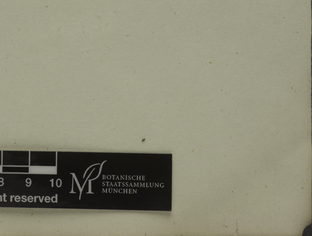 8 9 10
nt reserved
M
BOTANISCHE
STAATSSAMMLUNG
MÜNCHEN